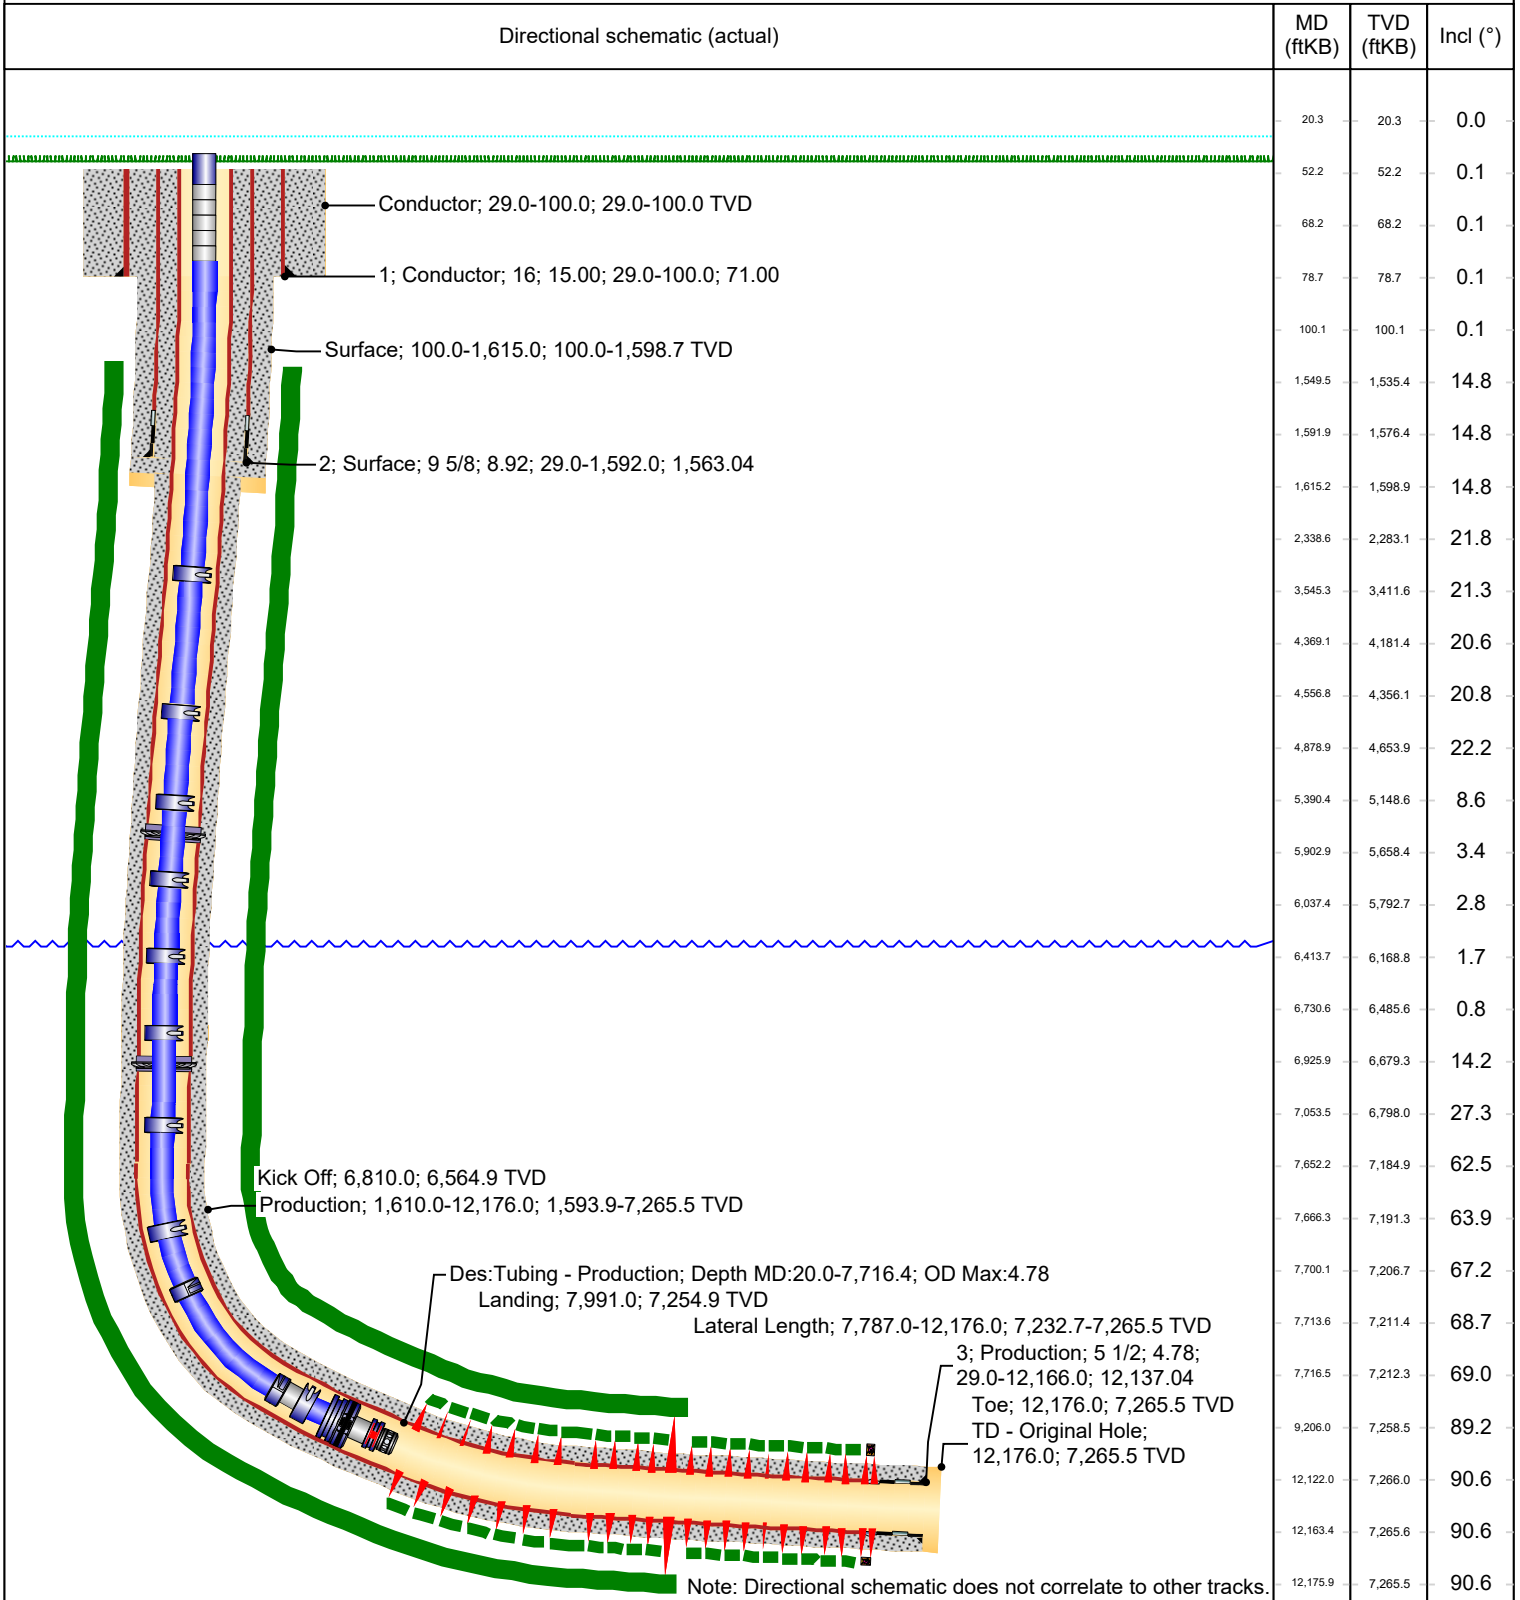 Directional schematic (actual)
MD (ftKB)
TVD (ftKB)
Incl (°)
20.3 20.3 0.0
52.2 52.2 0.1
Conductor; 29.0-100.0; 29.0-100.0 TVD
68.2 68.2 0.1
1; Conductor; 16; 15.00; 29.0-100.0; 71.00
78.7 78.7 0.1
100.1 100.1 0.1
Surface; 100.0-1,615.0; 100.0-1,598.7 TVD
1,549.5 1,535.4 14.8
1,591.9 1,576.4 14.8
2; Surface; 9 5/8; 8.92; 29.0-1,592.0; 1,563.04
1,615.2 1,598.9 14.8
2,338.6 2,283.1 21.8
3,545.3 3,411.6 21.3
4,369.1 4,181.4 20.6
4,556.8 4,356.1 20.8
4,878.9 4,653.9 22.2
5,390.4 5,148.6 8.6
5,902.9 5,658.4 3.4
6,037.4 5,792.7 2.8
6,413.7 6,168.8 1.7
6,730.6 6,485.6 0.8
6,925.9 6,679.3 14.2
7,053.5 6,798.0 27.3
7,652.2 7,184.9 62.5
Kick Off; 6,810.0; 6,564.9 TVD
Production; 1,610.0-12,176.0; 1,593.9-7,265.5 TVD
7,666.3 7,191.3 63.9
7,700.1 7,206.7 67.2
Des:Tubing - Production; Depth MD:20.0-7,716.4; OD Max:4.78
Landing; 7,991.0; 7,254.9 TVD
Lateral Length; 7,787.0-12,176.0; 7,232.7-7,265.5 TVD
7,713.6 7,211.4 68.7
3; Production; 5 1/2; 4.78;
29.0-12,166.0; 12,137.04
7,716.5 7,212.3 69.0
Toe; 12,176.0; 7,265.5 TVD
TD - Original Hole;
12,176.0; 7,265.5 TVD
9,206.0 7,258.5 89.2
12,122.0 7,266.0 90.6
12,163.4 7,265.6 90.6
12,175.9 7,265.5 90.6
Note: Directional schematic does not correlate to other tracks.